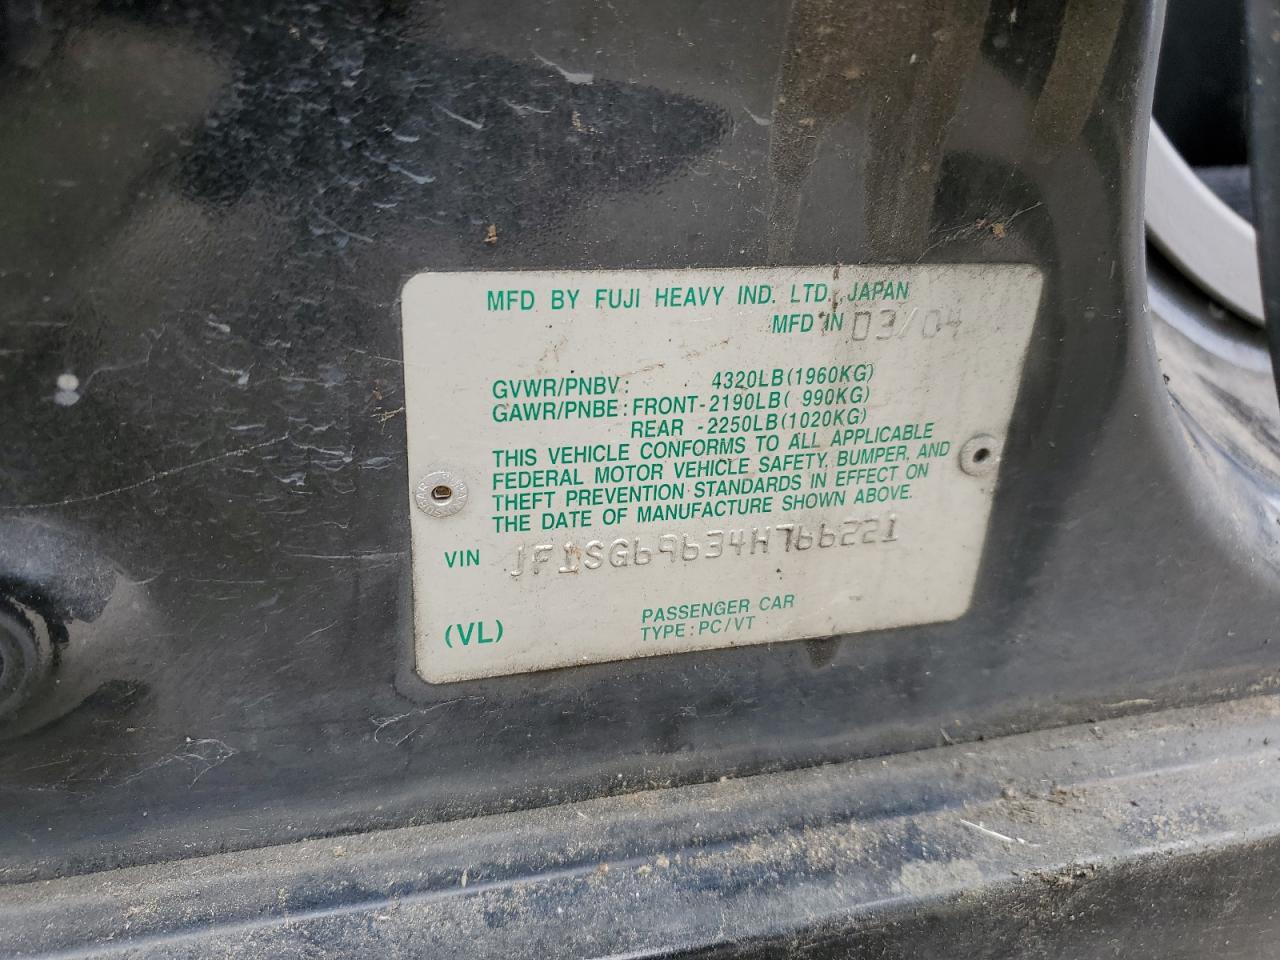 MFD BY FUJI HEAVY IND. LTD. JAPAN
MFD IN 03/04
GVWR/PNBV: 4320LB(1960KG)
GAWR/PNBE: FRONT-2190LB( 990KG)
REAR -2250LB(1020KG)
THIS VEHICLE CONFORMS TO ALL APPLICABLE
FEDERAL MOTOR VEHICLE SAFETY, BUMPER, AND
THEFT PREVENTION STANDARDS IN EFFECT ON
THE DATE OF MANUFACTURE SHOWN ABOVE.
VIN JF1SG69634H766221
(VL)
PASSENGER CAR
TYPE: PC/VT